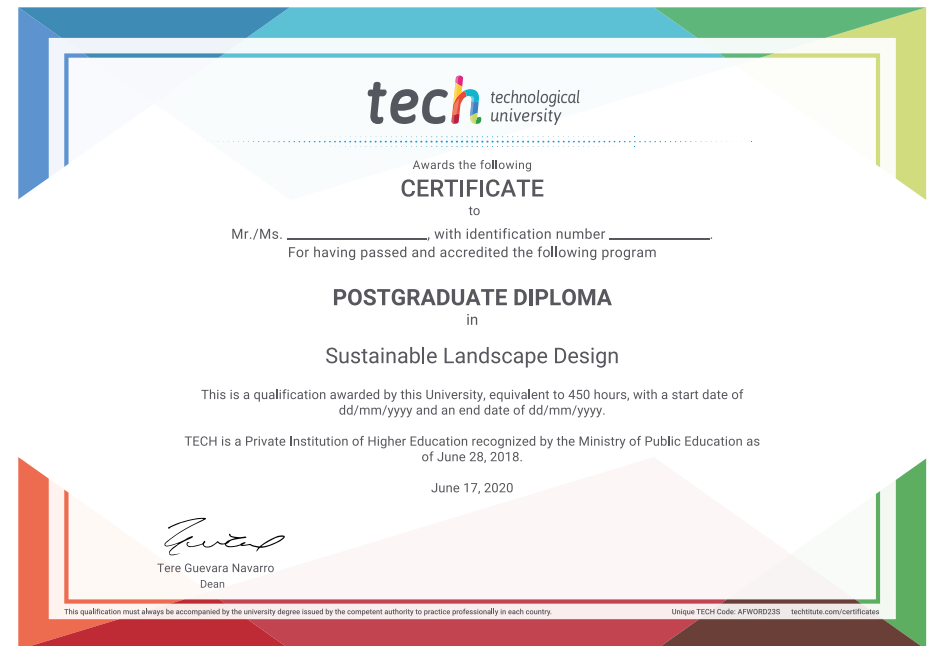 tech technological
university
Awards the following
CERTIFICATE
to
Mr./Ms. ____________________, with identification number ______________.
For having passed and accredited the following program
POSTGRADUATE DIPLOMA
in
Sustainable Landscape Design
This is a qualification awarded by this University, equivalent to 450 hours, with a start date of
dd/mm/yyyy and an end date of dd/mm/yyyy.
TECH is a Private Institution of Higher Education recognized by the Ministry of Public Education as
of June 28, 2018.
June 17, 2020
Tere Guevara Navarro
Dean
This qualification must always be accompanied by the university degree issued by the competent authority to practice professionally in each country. Unique TECH Code: AFWORD23S techtitute.com/certificates